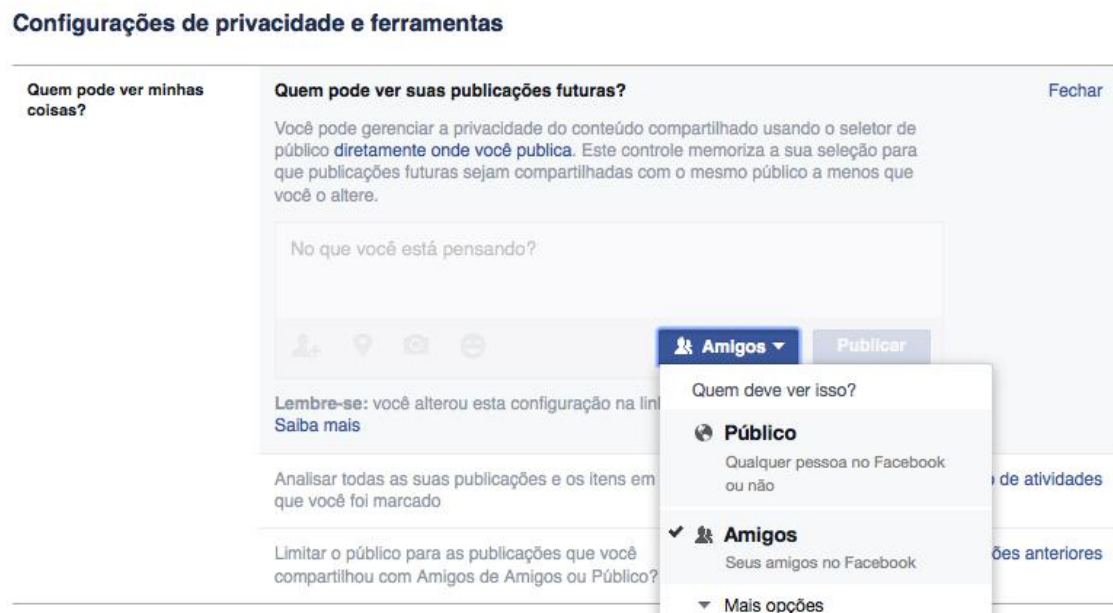 Configurações de privacidade e ferramentas
Quem pode ver minhas
coisas?
Quem pode ver suas publicações futuras?
Fechar
Você pode gerenciar a privacidade do conteúdo compartilhado usando o seletor de
público diretamente onde você publica. Este controle memoriza a sua seleção para
que publicações futuras sejam compartilhadas com o mesmo público a menos que
você o altere.
No que você está pensando?
Amigos
Publicar
Lembre-se: você alterou esta configuração na
Saiba mais
Quem deve ver isso?
Público
Qualquer pessoa no Facebook
ou não
Amigos
Seus amigos no Facebook
Mais opções
Analisar todas as suas publicações e os itens em
que você foi marcado
de atividades
Limitar o público para as publicações que você
compartilhou com Amigos de Amigos ou Público?
anteriores